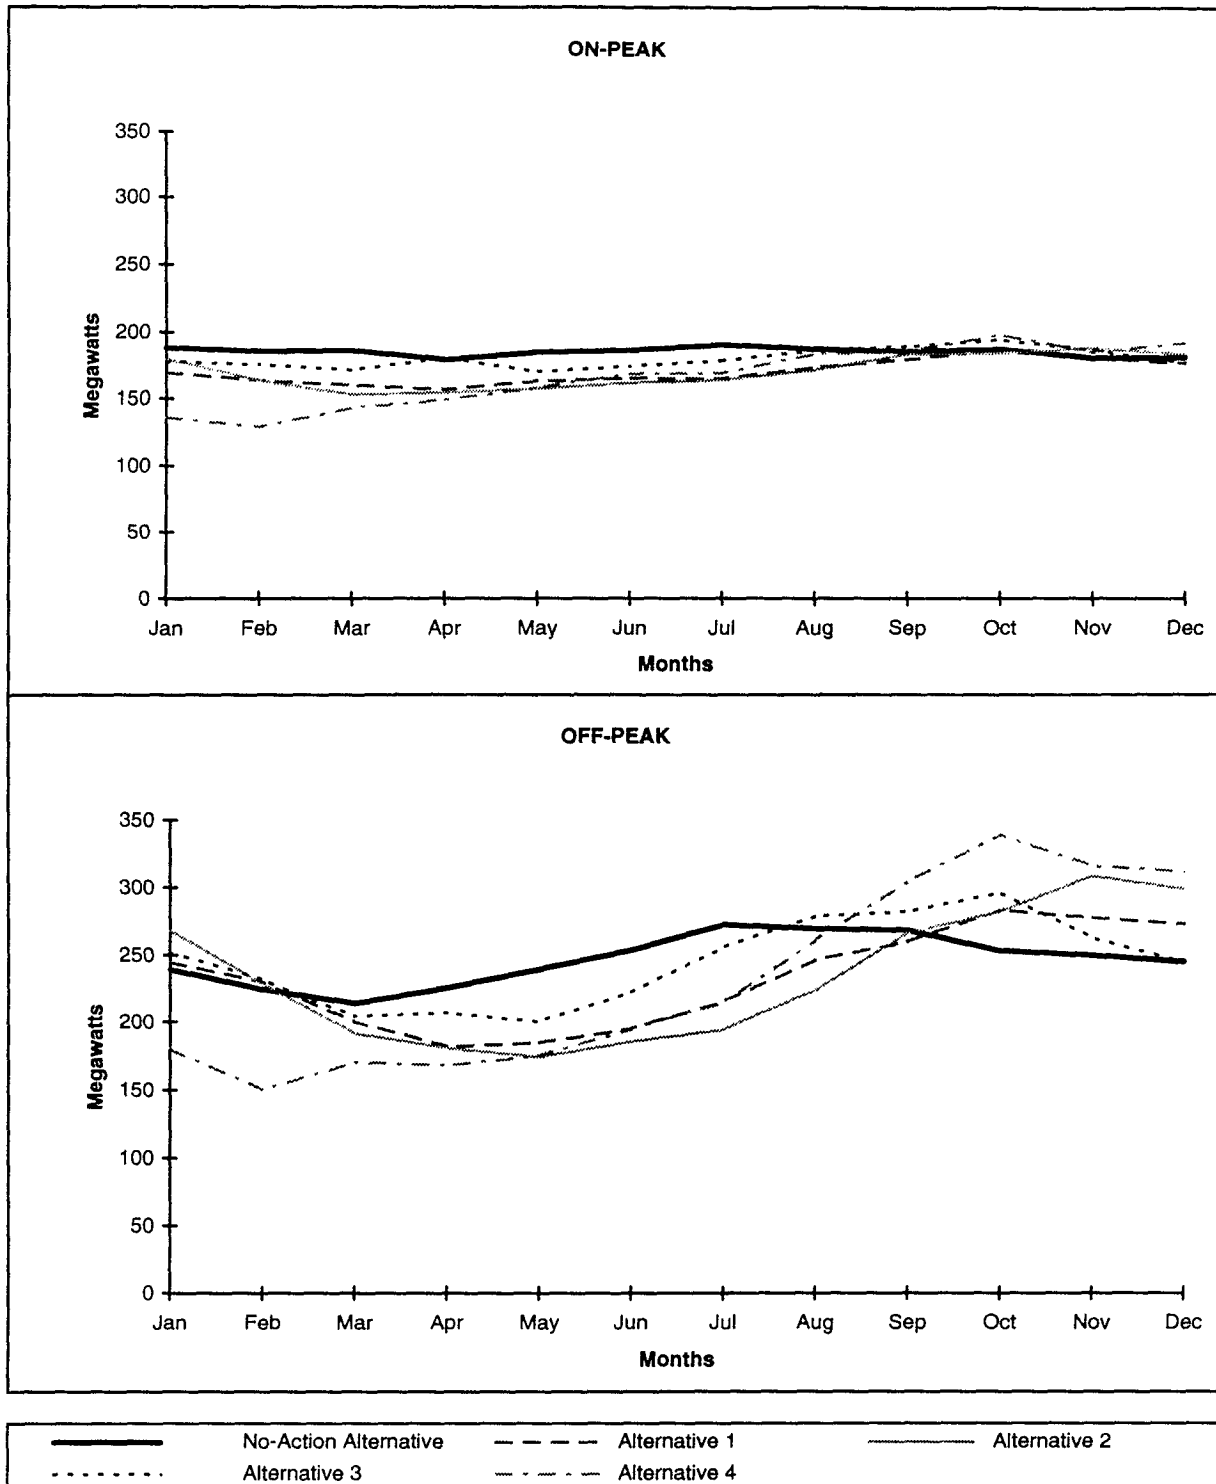 ON-PEAK
350
300
250
200
150
100
50
0
Megawatts
Jan Feb Mar Apr May Jun Jul Aug Sep Oct Nov Dec
Months
OFF-PEAK
350
300
250
200
150
100
50
0
Megawatts
Jan Feb Mar Apr May Jun Jul Aug Sep Oct Nov Dec
Months
No-Action Alternative Alternative 1 Alternative 2
Alternative 3 Alternative 4